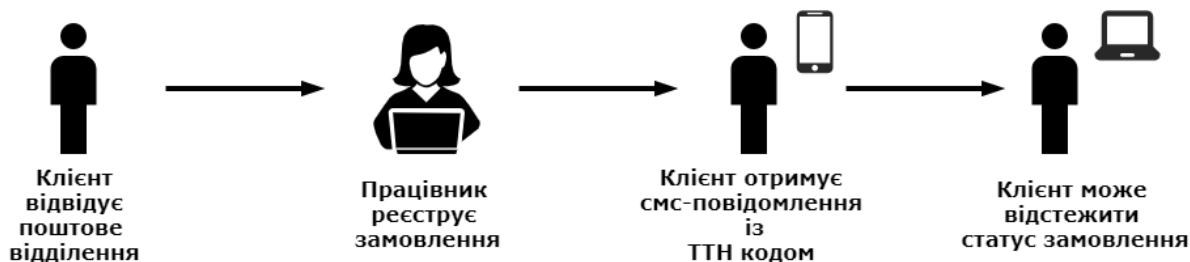 Клієнт
відвідує
поштове
відділення
Працівник
реєструє
замовлення
Клієнт отримує
смс-повідомлення
із
ТТН кодом
Клієнт може
відстежити
статус замовлення